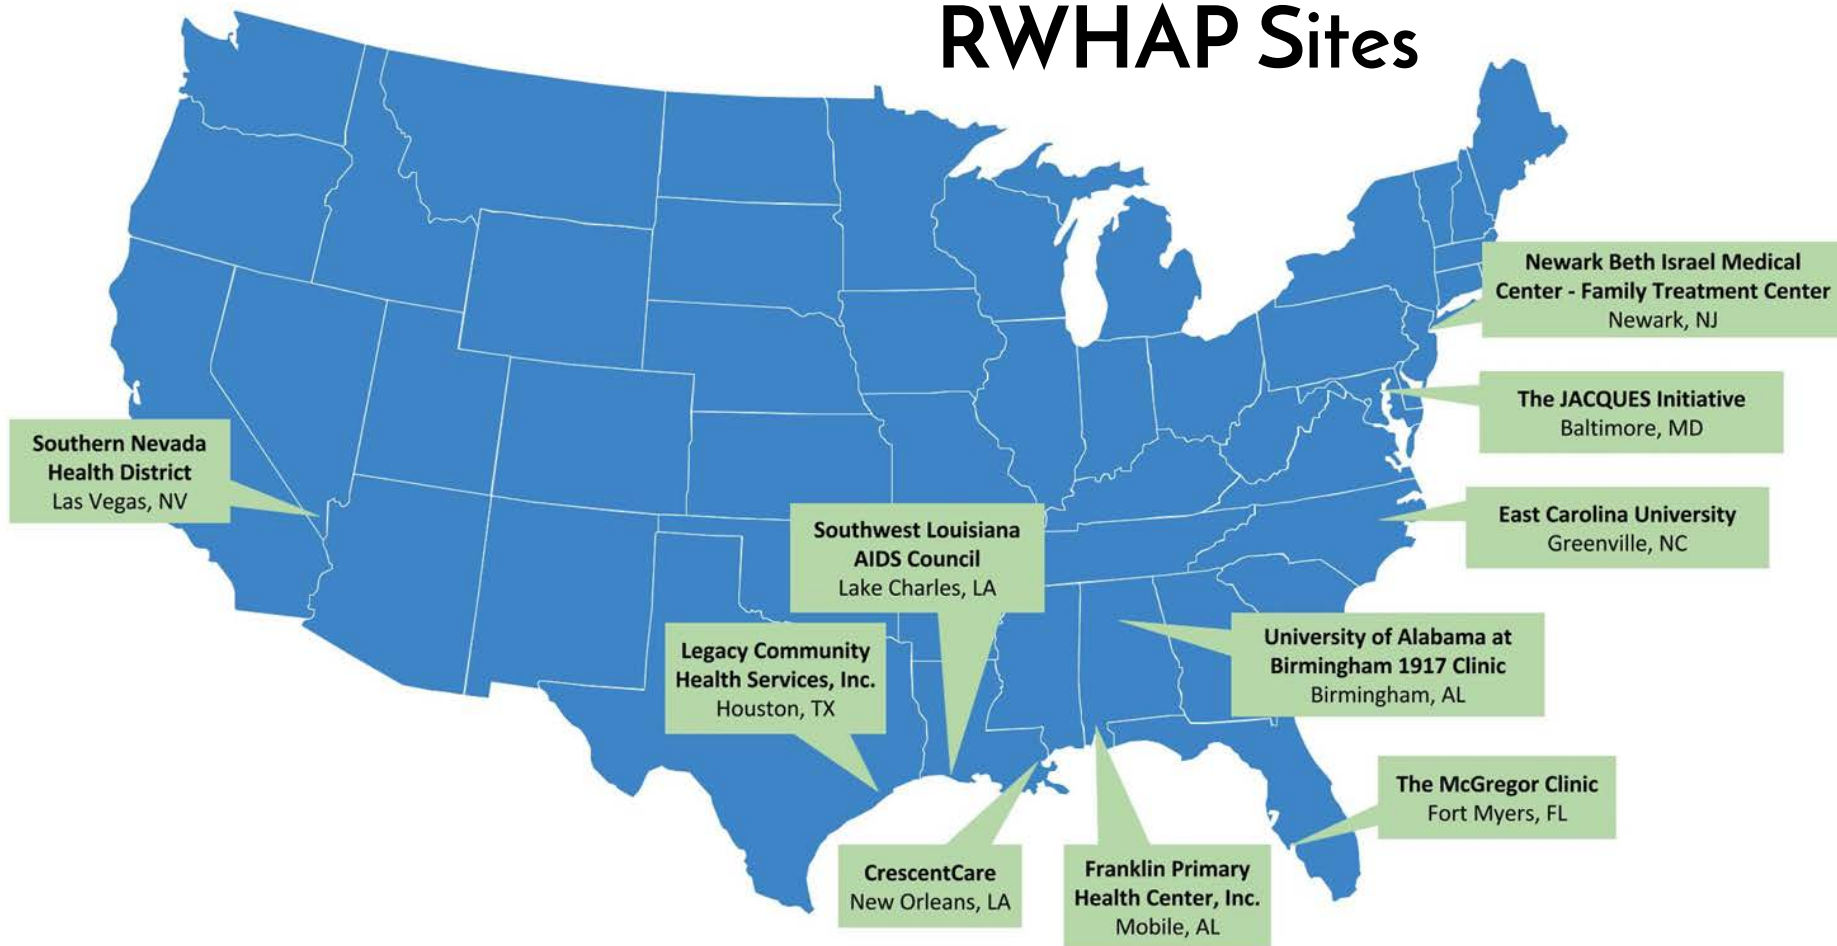 RWHAP Sites
Newark Beth Israel Medical
Center - Family Treatment Center
Newark, NJ
The JACQUES Initiative
Baltimore, MD
Southern Nevada
Health District
Las Vegas, NV
East Carolina University
Greenville, NC
Southwest Louisiana
AIDS Council
Lake Charles, LA
Legacy Community
Health Services, Inc.
Houston, TX
University of Alabama at
Birmingham 1917 Clinic
Birmingham, AL
The McGregor Clinic
Fort Myers, FL
CrescentCare
New Orleans, LA
Franklin Primary
Health Center, Inc.
Mobile, AL